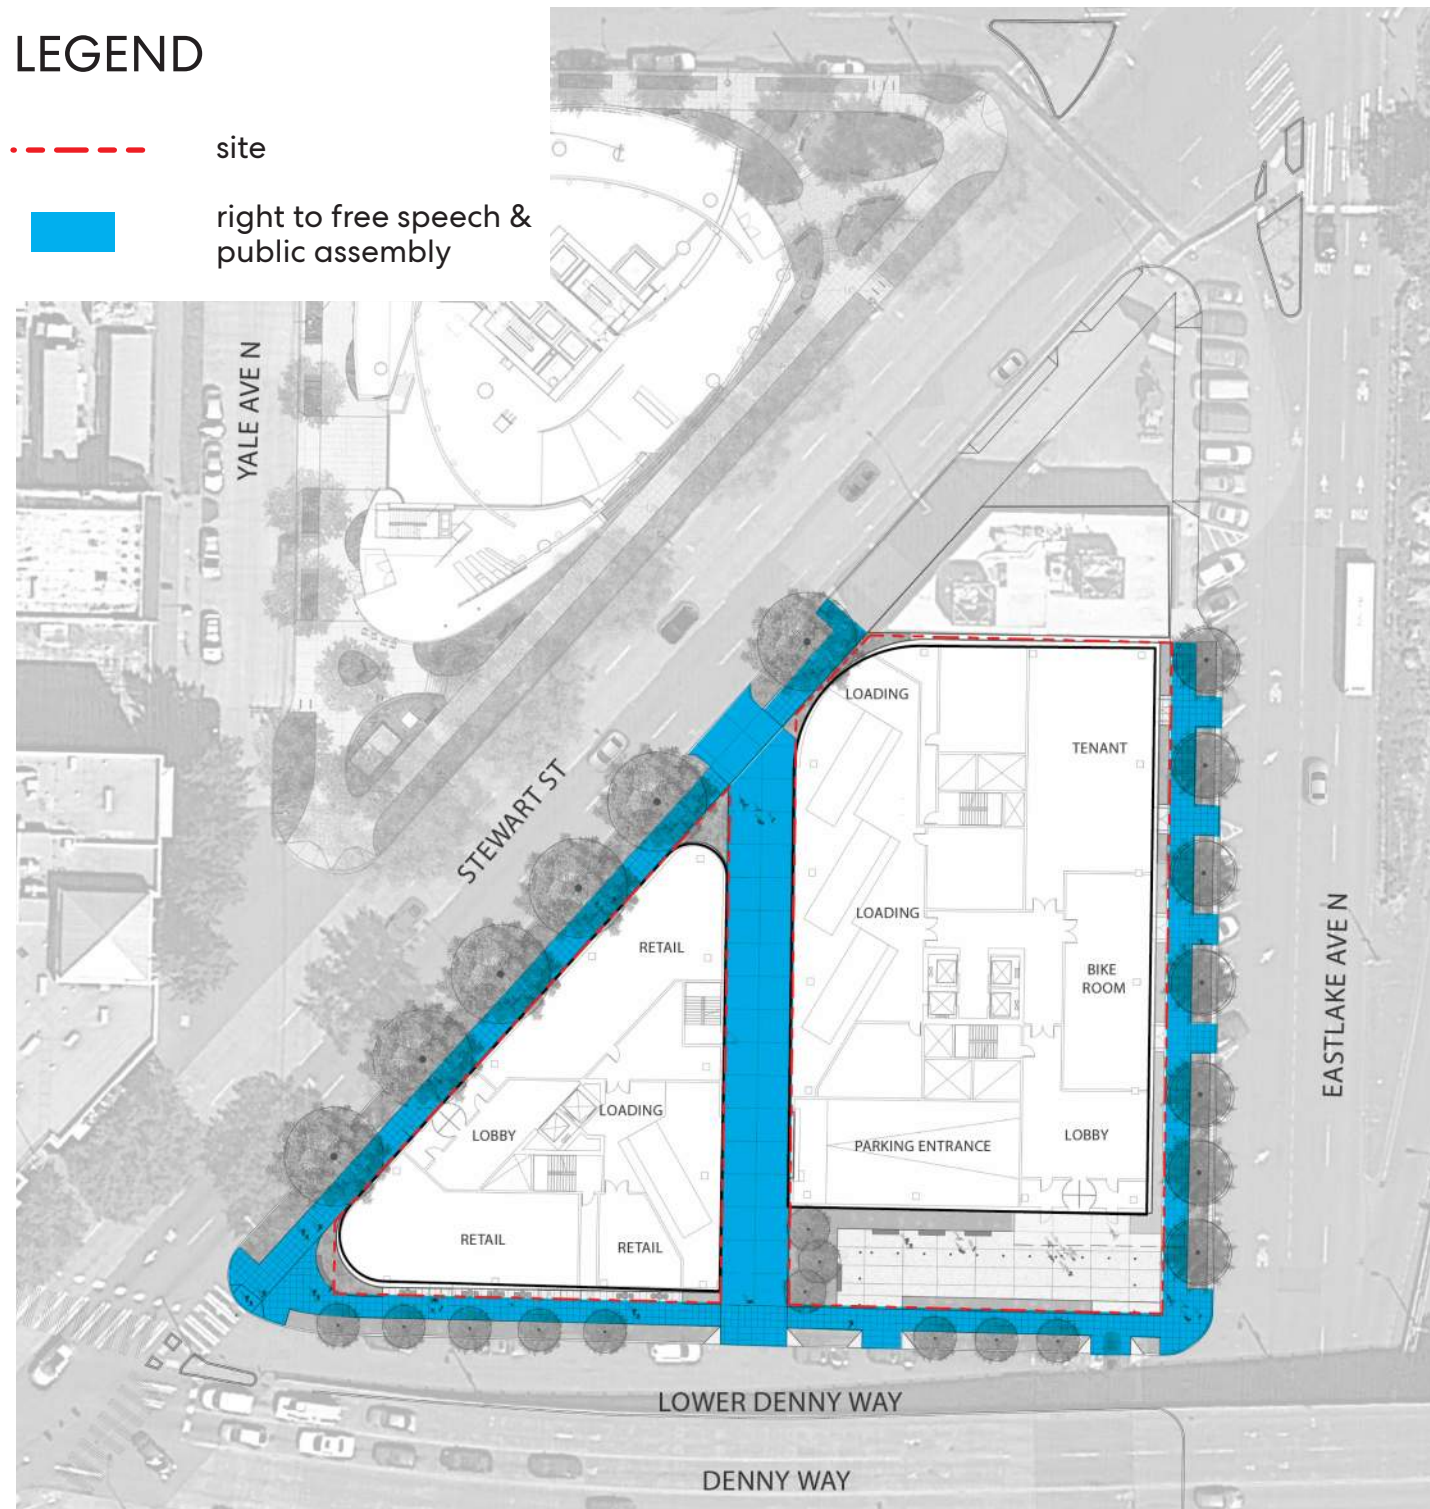 LEGEND
site
right to free speech &
public assembly
YALE AVE N
STEWART ST
EASTLAKE AVE N
LOADING
TENANT
LOADING
RETAIL
BIKE
ROOM
LOADING
LOBBY
PARKING ENTRANCE
LOBBY
RETAIL
RETAIL
LOWER DENNY WAY
DENNY WAY